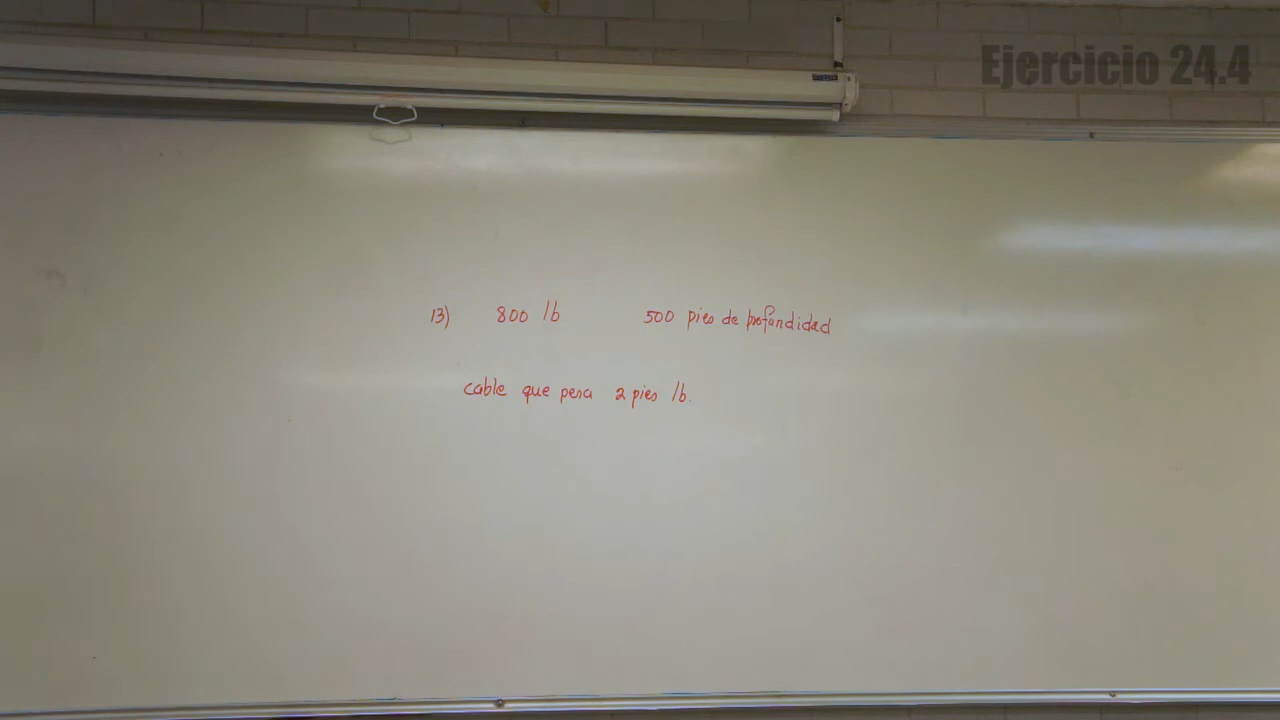 Ejercicio 24.4
13) 800 lb 500 pies de profundidad
cable que pesa 2 pies lb.